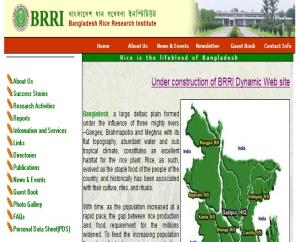 BRRI
বাংলাদেশ ধান গবেষণা ইনস্টিটিউট
Bangladesh Rice Research Institute
Home About Us News & Events Newsletter Guest Book Contact Info
Rice is the lifeblood of Bangladesh
About Us
Success Stories
Research Activities
Reports
Information and Services
Links
Directories
Publications
News & Events
Guest Book
Photo Gallery
FAQs
Personal Data Sheet(PDS)
Under construction of BRRI Dynamic Web site
Bangladesh, a large deltaic plain formed
under the influence of three mighty rivers
–Ganges, Brahmaputra and Meghna with its
flat topography, abundant water and sub
tropical climate, constitutes an excellent
habitat for the rice plant. Rice, as such,
evolved as the staple food of the people of the
country, and historically has been associated
with their culture, rites, and rituals.
With time, as the population increased at a
rapid pace, the gap between rice production
and food requirement for the millions
widened. To feed the increasing population
India
Rangpur, R/S
India
India
Rajshahi, R/S
Gazipur, H/Q